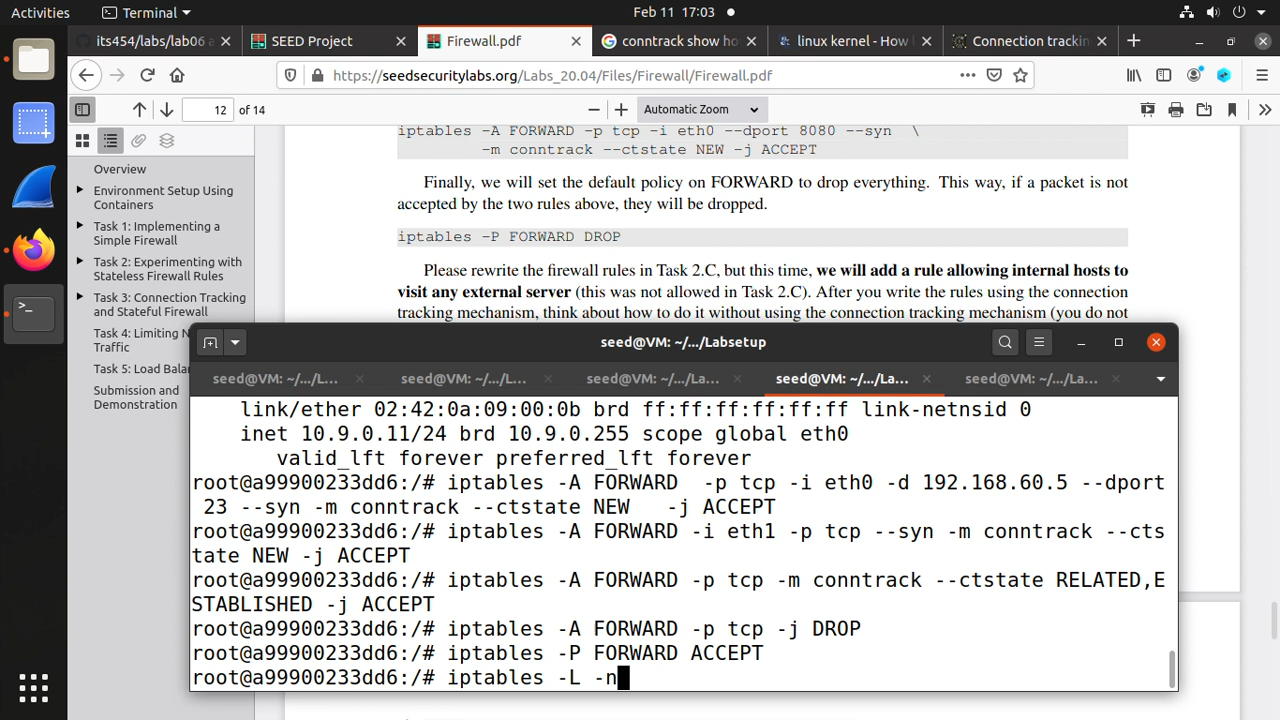 Activities
Terminal
Feb 11 17:03
its454/labs/lab06 a
SEED Project
Firewall.pdf
conntrack show ho
linux kernel - How
Connection trackin
https://seedsecuritylabs.org/Labs_20.04/Files/Firewall/Firewall.pdf
12 of 14
Automatic Zoom
Overview
Environment Setup Using
Containers
Task 1: Implementing a
Simple Firewall
Task 2: Experimenting with
Stateless Firewall Rules
Task 3: Connection Tracking
and Stateful Firewall
Task 4: Limiting N
Traffic
Task 5: Load Balan
Submission and
Demonstration
iptables -A FORWARD -p tcp -i eth0 --dport 8080 --syn \
-m conntrack --ctstate NEW -j ACCEPT
Finally, we will set the default policy on FORWARD to drop everything. This way, if a packet is not
accepted by the two rules above, they will be dropped.
iptables -P FORWARD DROP
Please rewrite the firewall rules in Task 2.C, but this time, we will add a rule allowing internal hosts to
visit any external server (this was not allowed in Task 2.C). After you write the rules using the connection
tracking mechanism, think about how to do it without using the connection tracking mechanism (you do not
seed@VM: ~/.../Labsetup
seed@VM: ~/.../L...
seed@VM: ~/.../L...
seed@VM: ~/.../La...
seed@VM: ~/.../La...
seed@VM: ~/.../La...
link/ether 02:42:0a:09:00:0b brd ff:ff:ff:ff:ff:ff link-netnsid 0
inet 10.9.0.11/24 brd 10.9.0.255 scope global eth0
valid_lft forever preferred_lft forever
root@a99900233dd6:/# iptables -A FORWARD  -p tcp -i eth0 -d 192.168.60.5 --dport
23 --syn -m conntrack --ctstate NEW   -j ACCEPT
root@a99900233dd6:/# iptables -A FORWARD -i eth1 -p tcp --syn -m conntrack --cts
tate NEW -j ACCEPT
root@a99900233dd6:/# iptables -A FORWARD -p tcp -m conntrack --ctstate RELATED,E
STABLISHED -j ACCEPT
root@a99900233dd6:/# iptables -A FORWARD -p tcp -j DROP
root@a99900233dd6:/# iptables -P FORWARD ACCEPT
root@a99900233dd6:/# iptables -L -n